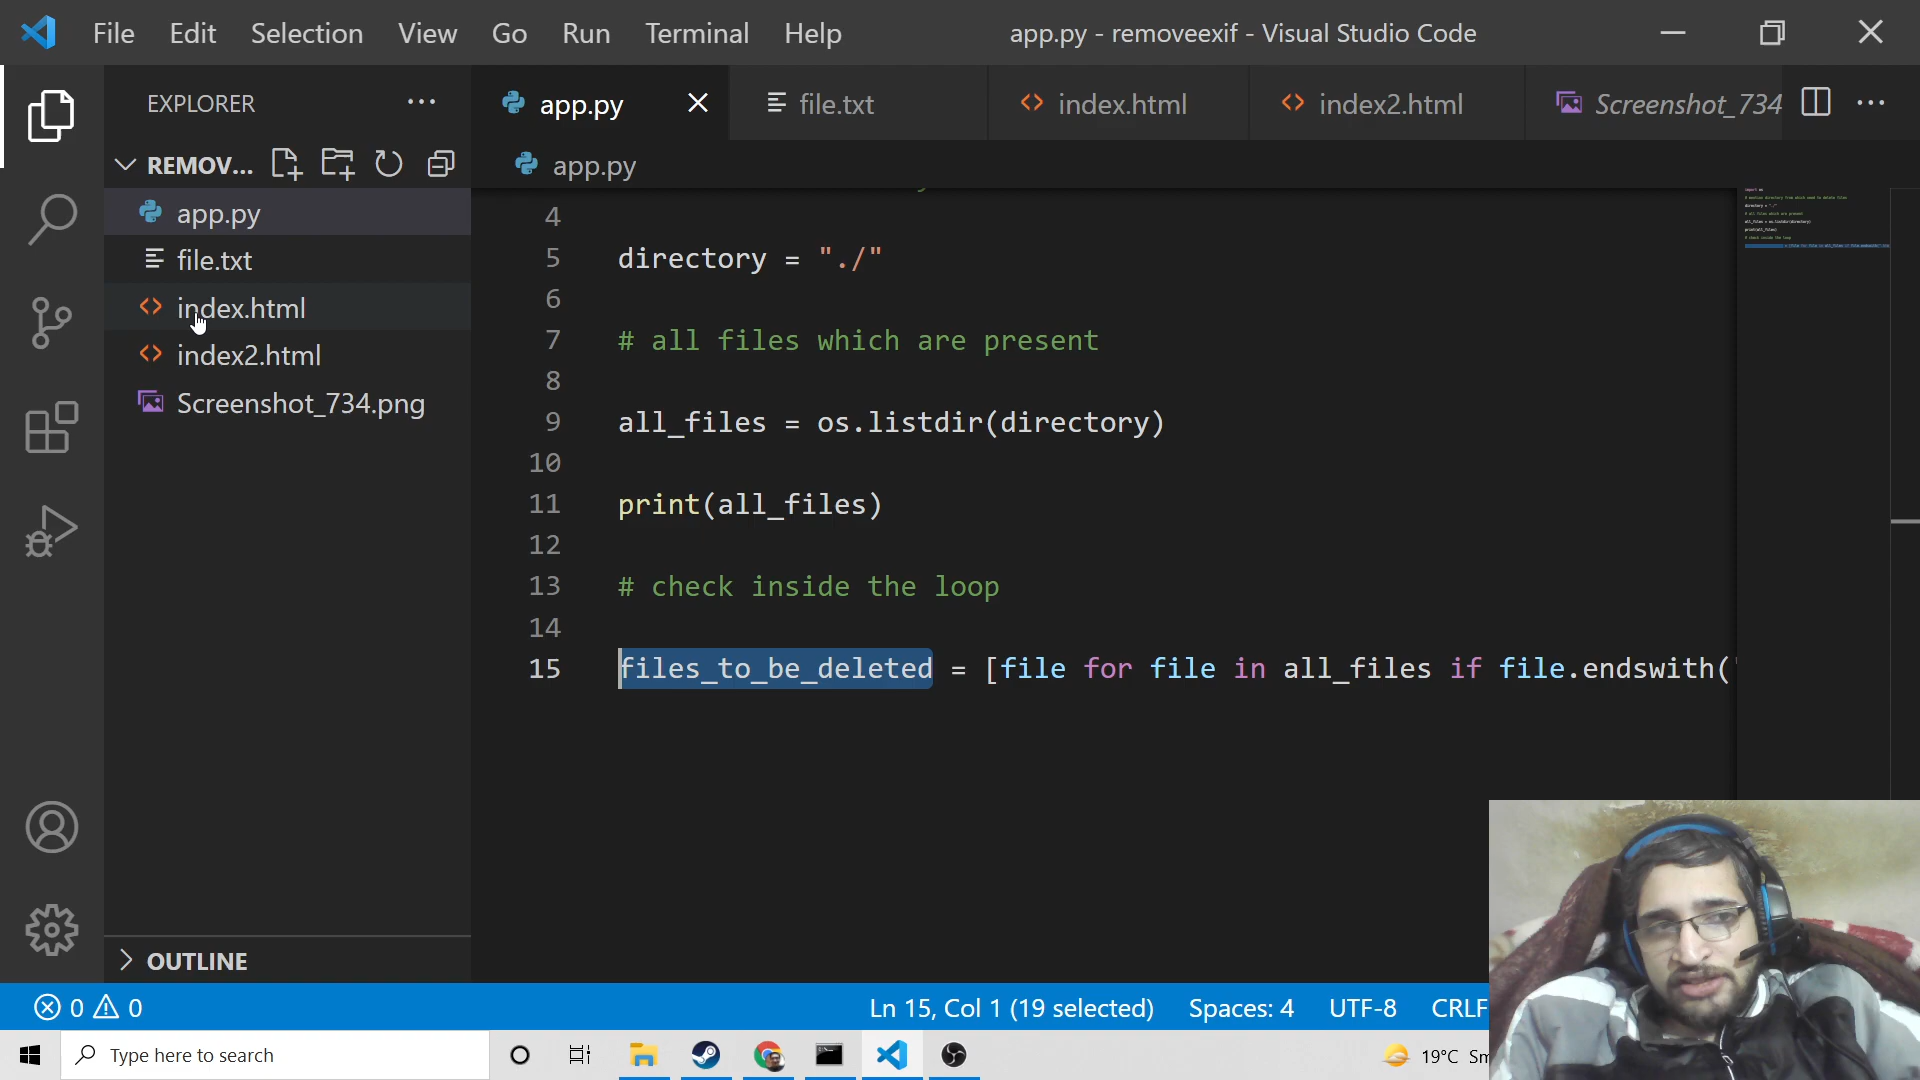 File Edit Selection View Go Run Terminal Help app.py - removeexif - Visual Studio Code
EXPLORER
REMOV...
app.py
file.txt
index.html
index2.html
Screenshot_734.png
OUTLINE
app.py file.txt index.html index2.html Screenshot_734
app.py
4
5 directory = "./"
6
7 # all files which are present
8
9 all_files = os.listdir(directory)
10
11 print(all_files)
12
13 # check inside the loop
14
15 files_to_be_deleted = [file for file in all_files if file.endswith(
0 0 Ln 15, Col 1 (19 selected) Spaces: 4 UTF-8 CRLF
Type here to search 19°C